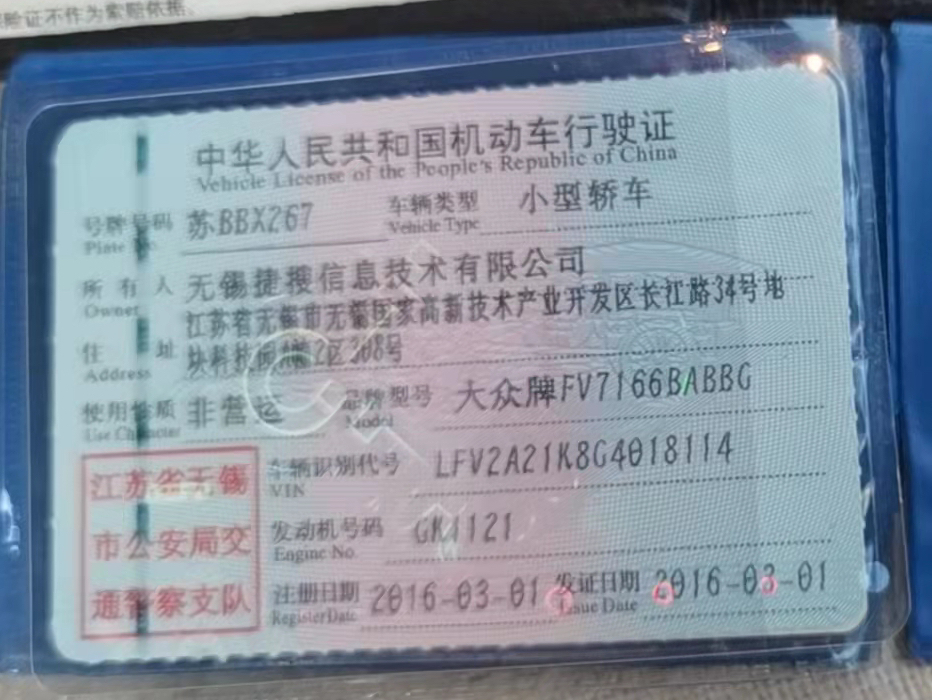 验证不作为索赔依据。
中华人民共和国机动车行驶证
Vehicle License of the People's Republic of China
号牌号码 苏BBX267 车辆类型 小型轿车
Plate No. Vehicle Type
所有人 无锡捷搜信息技术有限公司
Owner
江苏省无锡市无锡国家高新技术产业开发区长江路34号地
住址 块科技园 2区308号
Address
使用性质 非营运 品牌型号 大众牌FV7166BABBG
Use Character Model
车辆识别代号 LFV2A21K8G4018114
VIN
发动机号码 GK1121
Engine No.
注册日期 2016-03-01 发证日期 2016-03-01
Register Date Issue Date
江苏省无锡
市公安局交
通警察支队